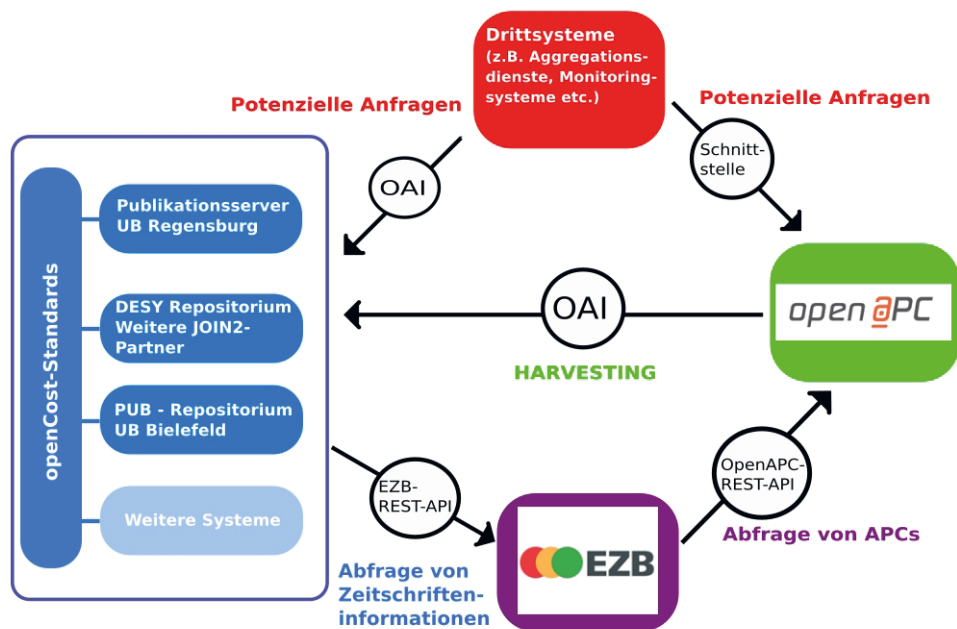 Drittsysteme
(z.B. Aggregations-
dienste, Monitoring-
systeme etc.)
Potenzielle Anfragen
Potenzielle Anfragen
OAI
Schnitt-
stelle
openCost-Standards
Publikationsserver
UB Regensburg
DESY Repositorium
Weitere JOIN2-
Partner
PUB - Repositorium
UB Bielefeld
Weitere Systeme
OAI
HARVESTING
open aPC
EZB-
REST-API
OpenAPC-
REST-API
EZB
Abfrage von APCs
Abfrage von
Zeitschriften-
informationen